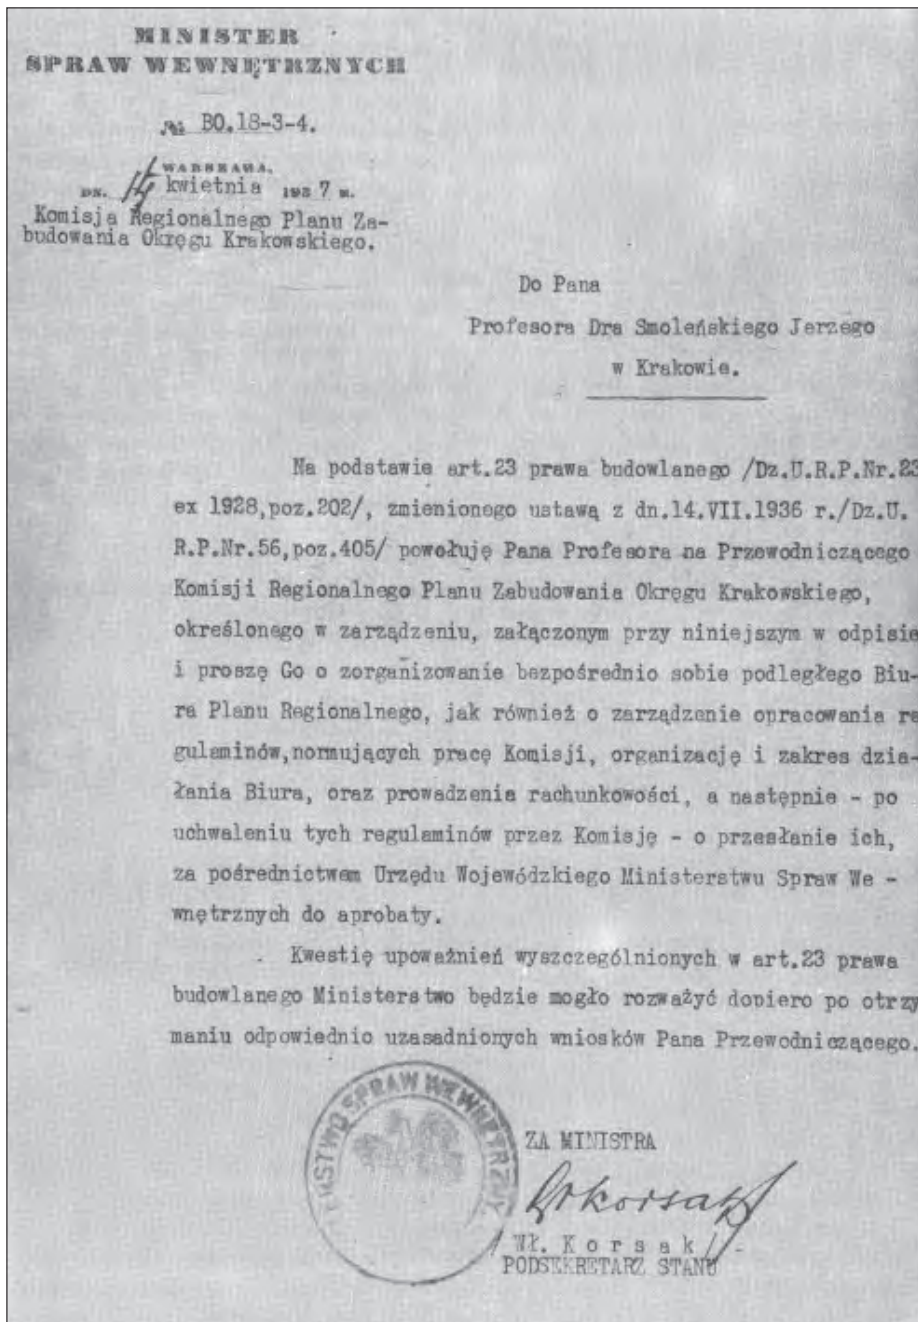 MINISTER
SPRAW WEWNĘTRZNYCH
№ BO.18-3-4.
WARSZAWA,
DN. 14 kwietnia 1937 R.
Komisja Regionalnego Planu Za-
budowania Okręgu Krakowskiego.
Do Pana
Profesora Dra Smoleńskiego Jerzego
w Krakowie.
Na podstawie art.23 prawa budowlanego /Dz.U.R.P.Nr.23
ex 1928,poz.202/, zmienionego ustawą z dn.14.VII.1936 r./Dz.U.
R.P.Nr.56,poz.405/ powołuję Pana Profesora na Przewodniczącego
Komisji Regionalnego Planu Zabudowania Okręgu Krakowskiego,
określonego w zarządzeniu, załączonym przy niniejszym w odpisie
i proszę Go o zorganizowanie bezpośrednio sobie podległego Biu-
ra Planu Regionalnego, jak również o zarządzenie opracowania re
gulaminów,normujących pracę Komisji, organizację i zakres dzia-
łania Biura, oraz prowadzenia rachunkowości, a następnie - po
uchwaleniu tych regulaminów przez Komisję - o przesłanie ich,
za pośrednictwem Urzędu Wojewódzkiego Ministerstwu Spraw We -
wnętrznych do aprobaty.
Kwestię upoważnień wyszczególnionych w art.23 prawa
budowlanego Ministerstwo będzie mogło rozważyć dopiero po otrzy
maniu odpowiednio uzasadnionych wniosków Pana Przewodniczącego.
ERSTWO SPRAW WEWNĘTRZNY
ZA MINISTRA
Wł. Korsak
/ Wł. K o r s a k / -
PODSEKRETARZ STANU